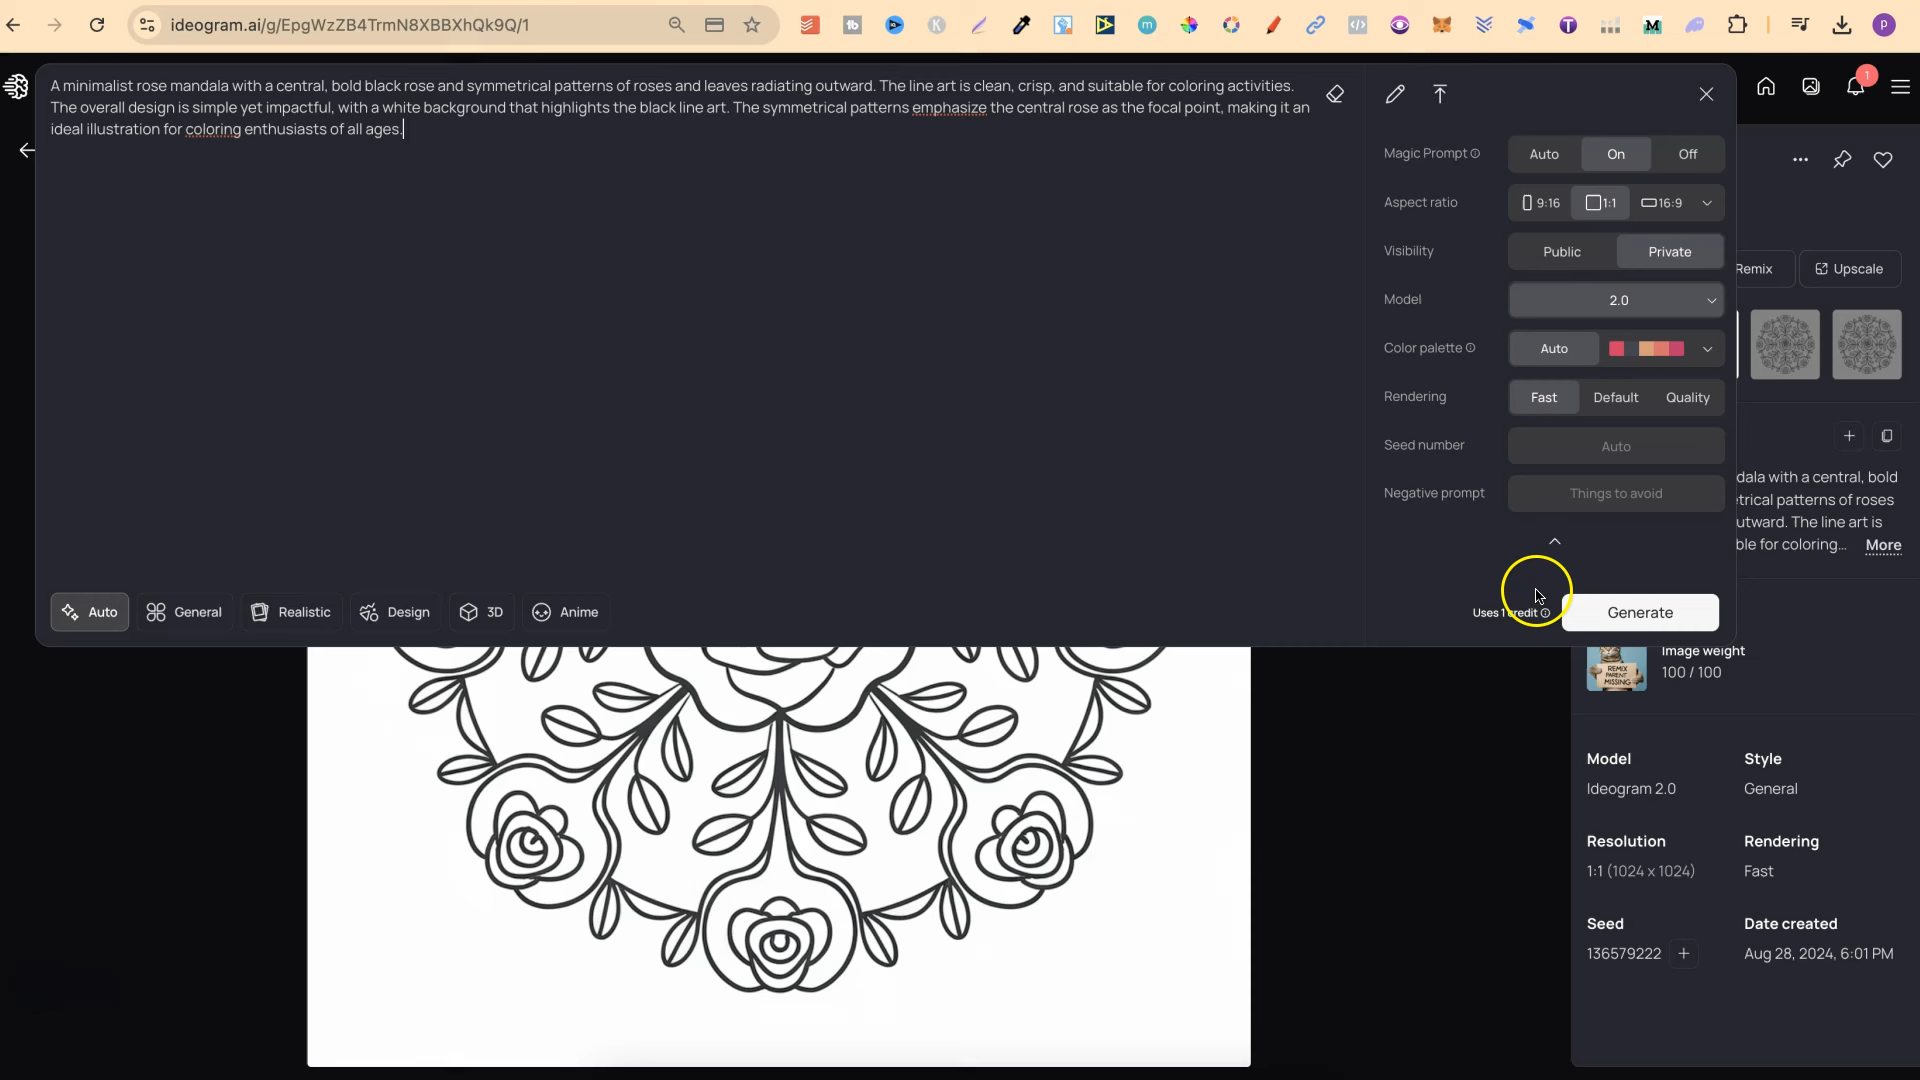 ideogram.ai/g/EpgWzZB4TrmN8XBBXhQk9Q/1
A minimalist rose mandala with a central, bold black rose and symmetrical patterns of roses and leaves radiating outward. The line art is clean, crisp, and suitable for coloring activities.
The overall design is simple yet impactful, with a white background that highlights the black line art. The symmetrical patterns emphasize the central rose as the focal point, making it an
ideal illustration for coloring enthusiasts of all ages.
Magic Prompt
Auto
On
Off
Aspect ratio
9:16
1:1
16:9
Visibility
Public
Private
Model
2.0
Color palette
Auto
Rendering
Fast
Default
Quality
Seed number
Auto
Negative prompt
Things to avoid
Uses 1 credit
Generate
Auto
General
Realistic
Design
3D
Anime
1
Remix
Upscale
dala with a central, bold
trical patterns of roses
utward. The line art is
ble for coloring...
More
REMIX
PARENT
MISSING
Image weight
100 / 100
Model
Style
Ideogram 2.0
General
Resolution
Rendering
1:1 (1024 x 1024)
Fast
Seed
Date created
136579222
Aug 28, 2024, 6:01 PM